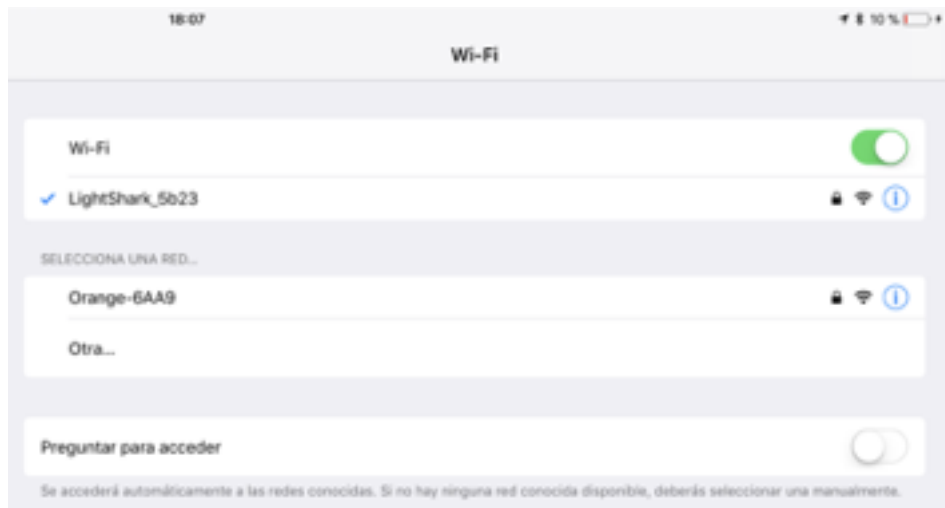 18:07
10 %
Wi-Fi
Wi-Fi
LightShark_5b23
SELECCIONA UNA RED...
Orange-6AA9
Otra...
Preguntar para acceder
Se accederá automáticamente a las redes conocidas. Si no hay ninguna red conocida disponible, deberás seleccionar una manualmente.